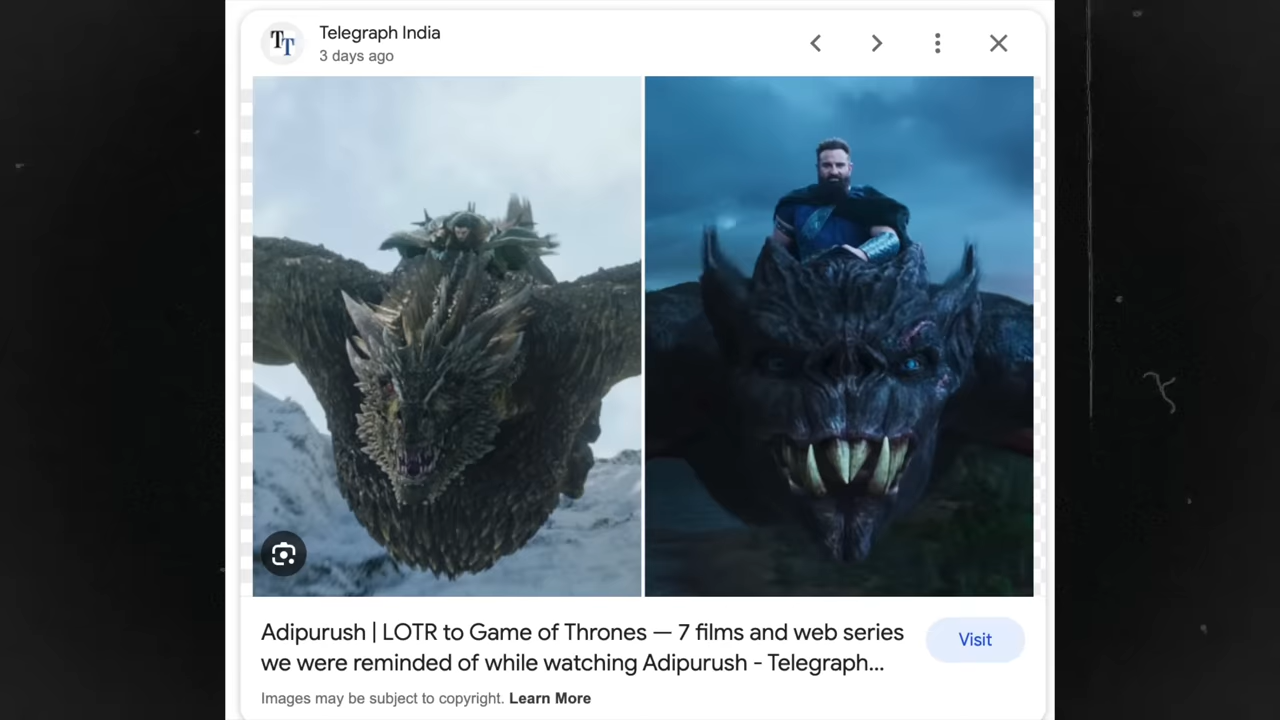 TT
Telegraph India
3 days ago
Adipurush | LOTR to Game of Thrones — 7 films and web series
we were reminded of while watching Adipurush - Telegraph...
Visit
Images may be subject to copyright. Learn More